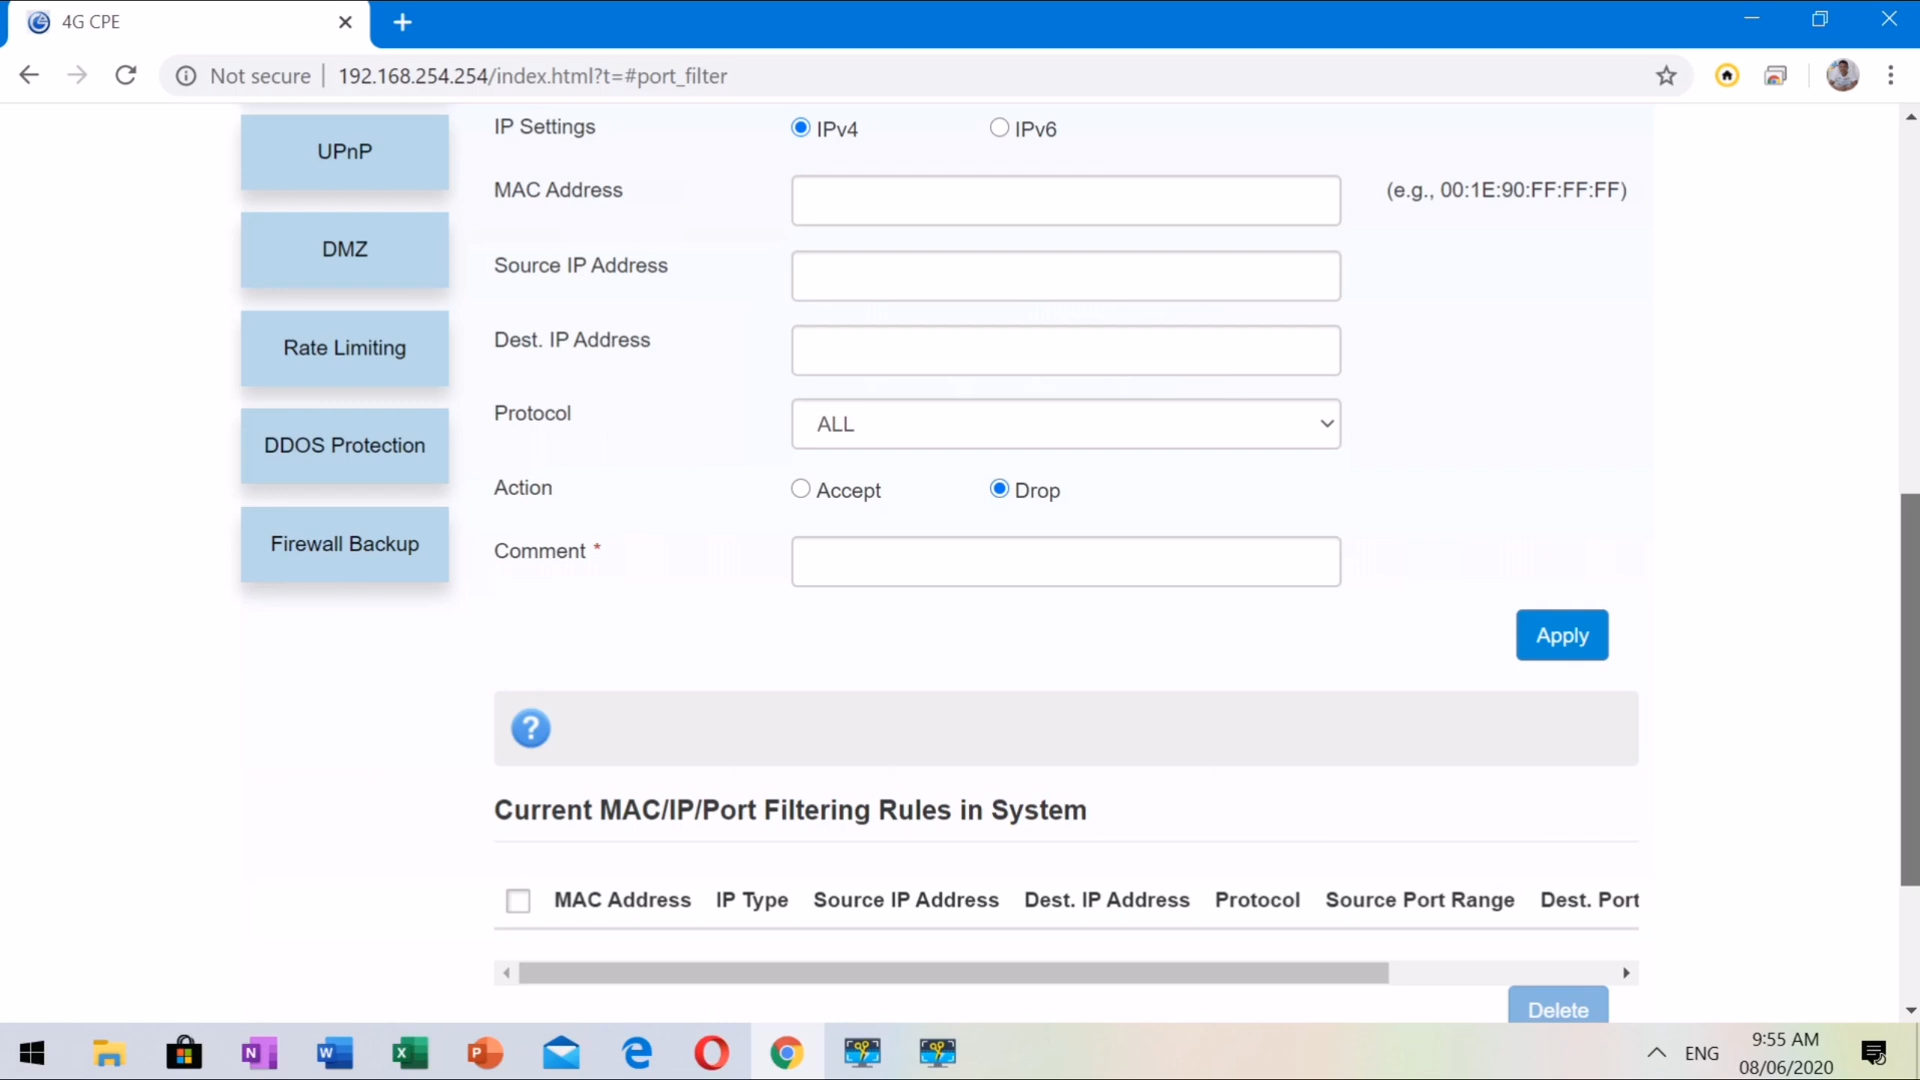 4G CPE
Not secure 192.168.254.254/index.html?t=#port_filter
IP Settings IPv4 IPv6
UPnP
MAC Address (e.g., 00:1E:90:FF:FF:FF)
DMZ
Source IP Address
Rate Limiting
Dest. IP Address
Protocol ALL
DDOS Protection
Action Accept Drop
Firewall Backup
Comment *
Apply
?
Current MAC/IP/Port Filtering Rules in System
MAC Address IP Type Source IP Address Dest. IP Address Protocol Source Port Range Dest. Port
Delete
9:55 AM
ENG
08/06/2020